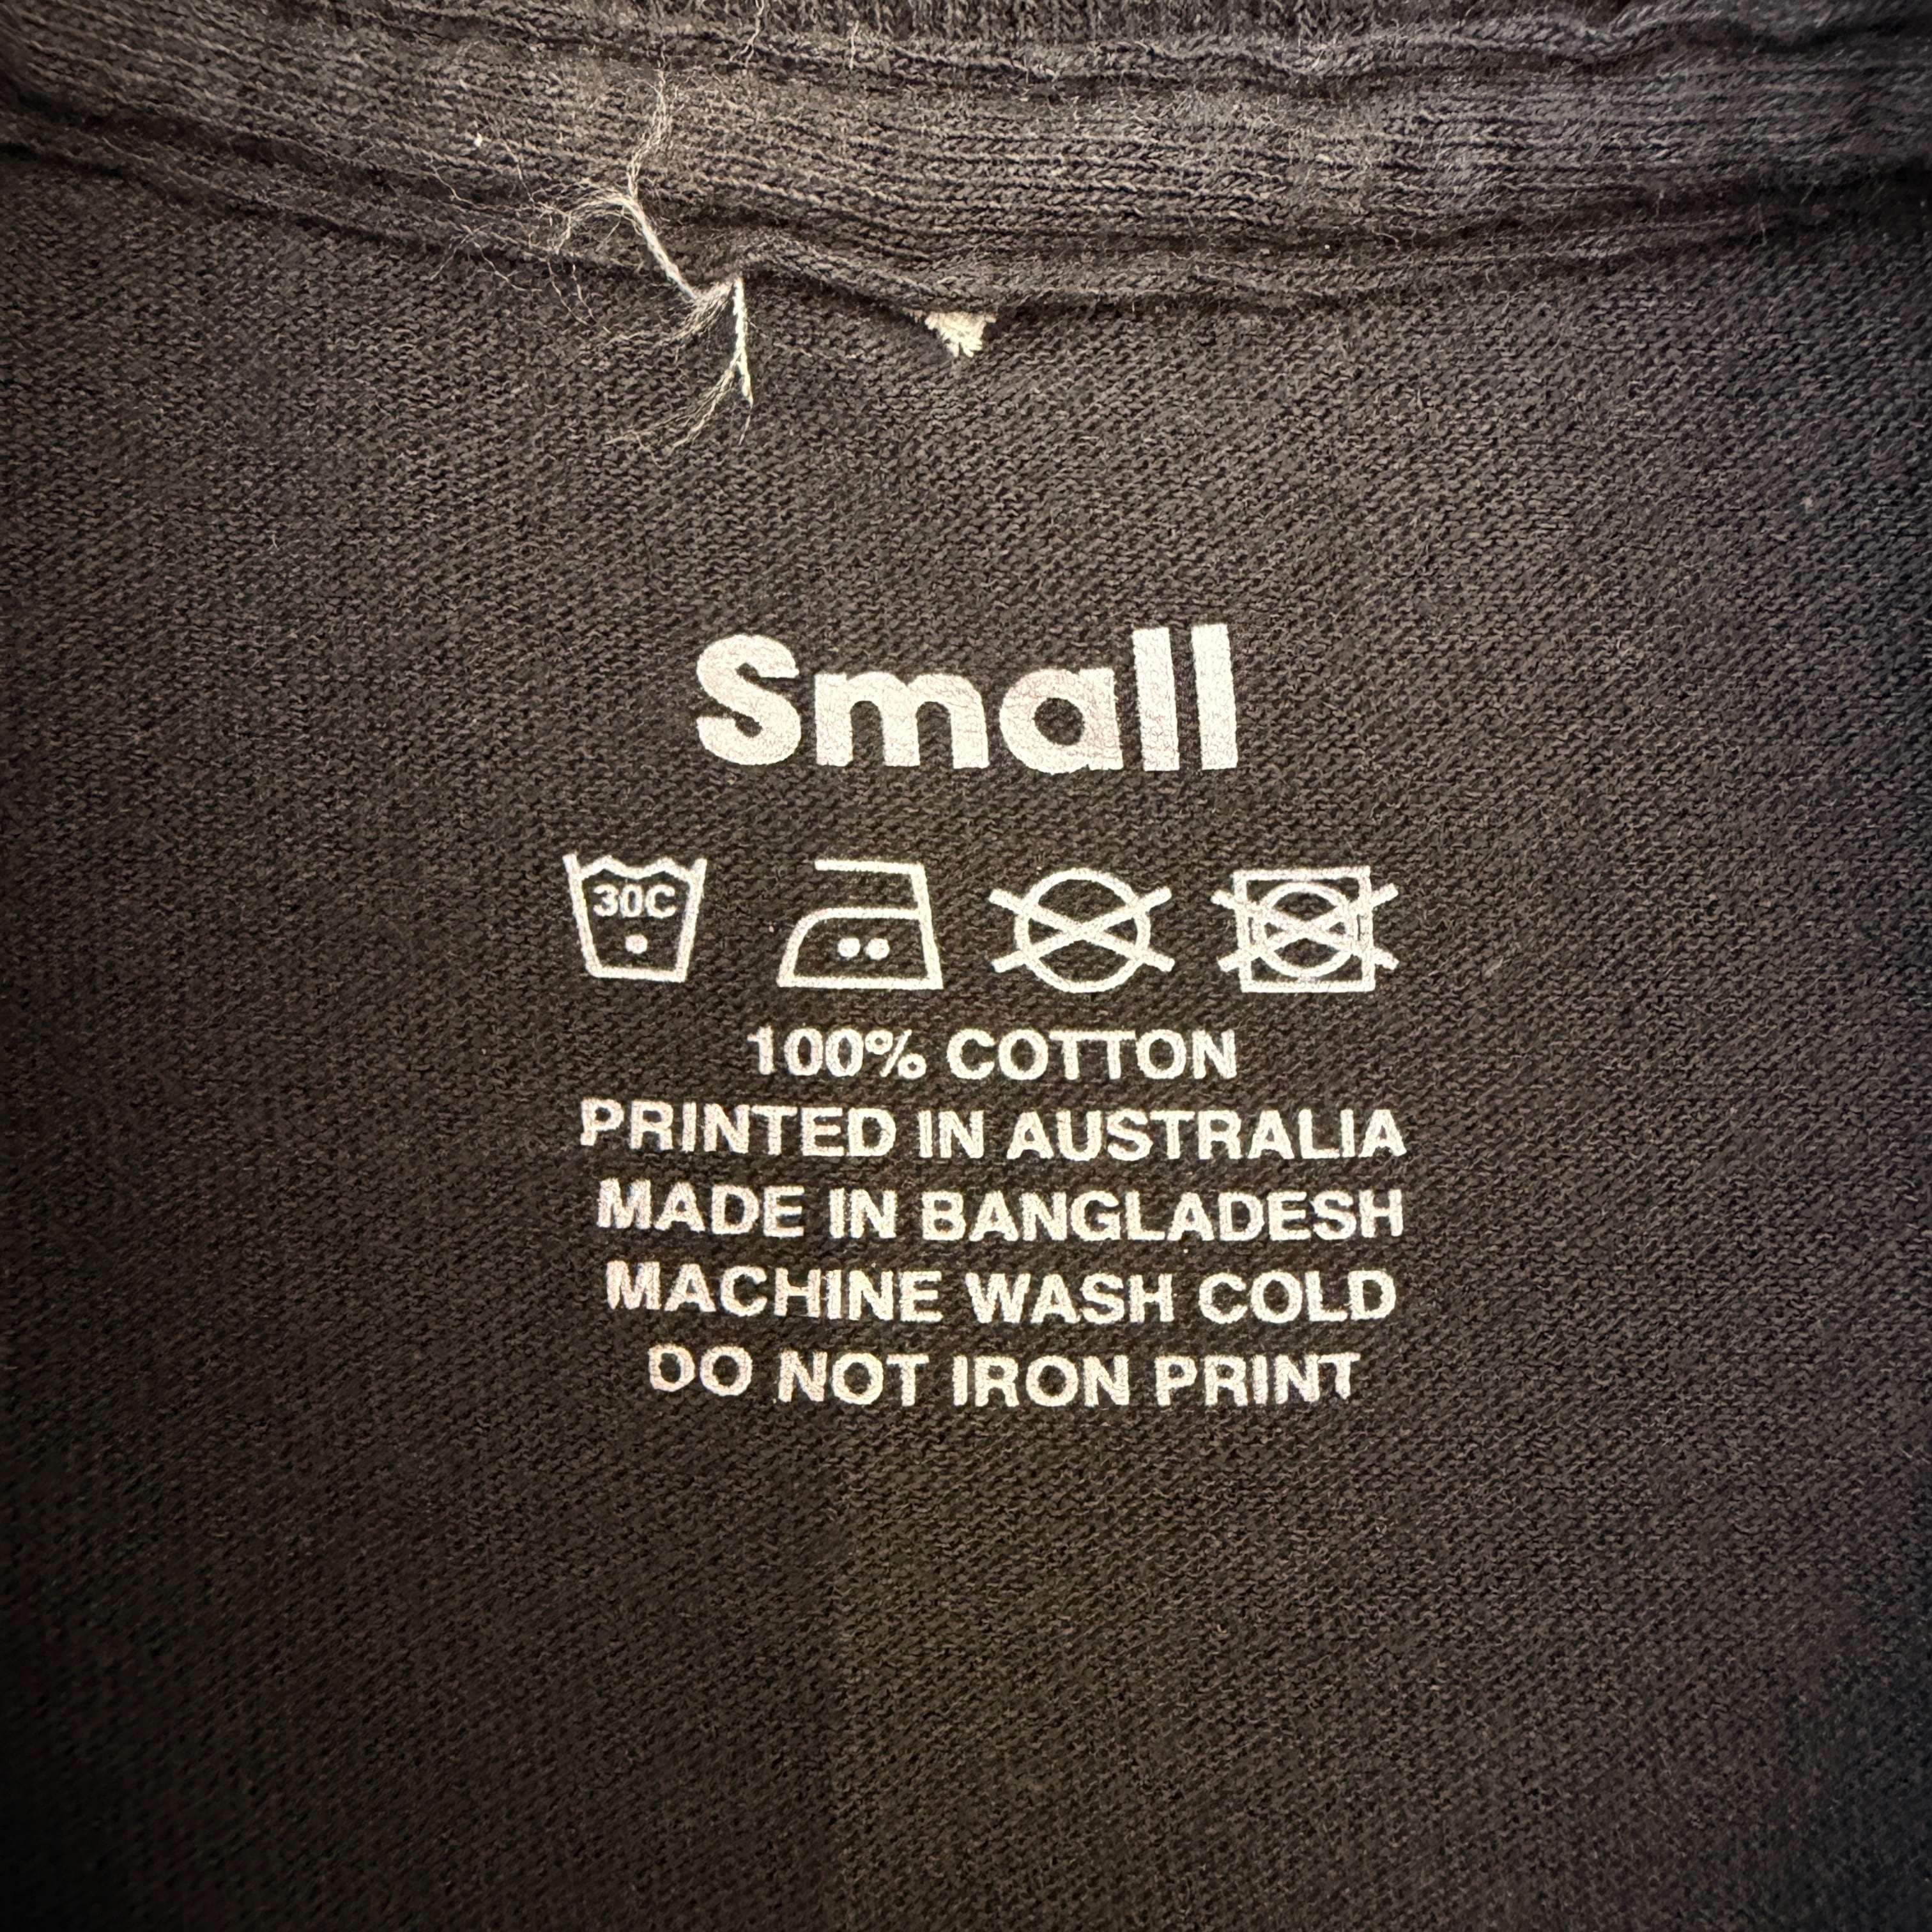 Small
30C
100% COTTON
PRINTED IN AUSTRALIA
MADE IN BANGLADESH
MACHINE WASH COLD
DO NOT IRON PRINT